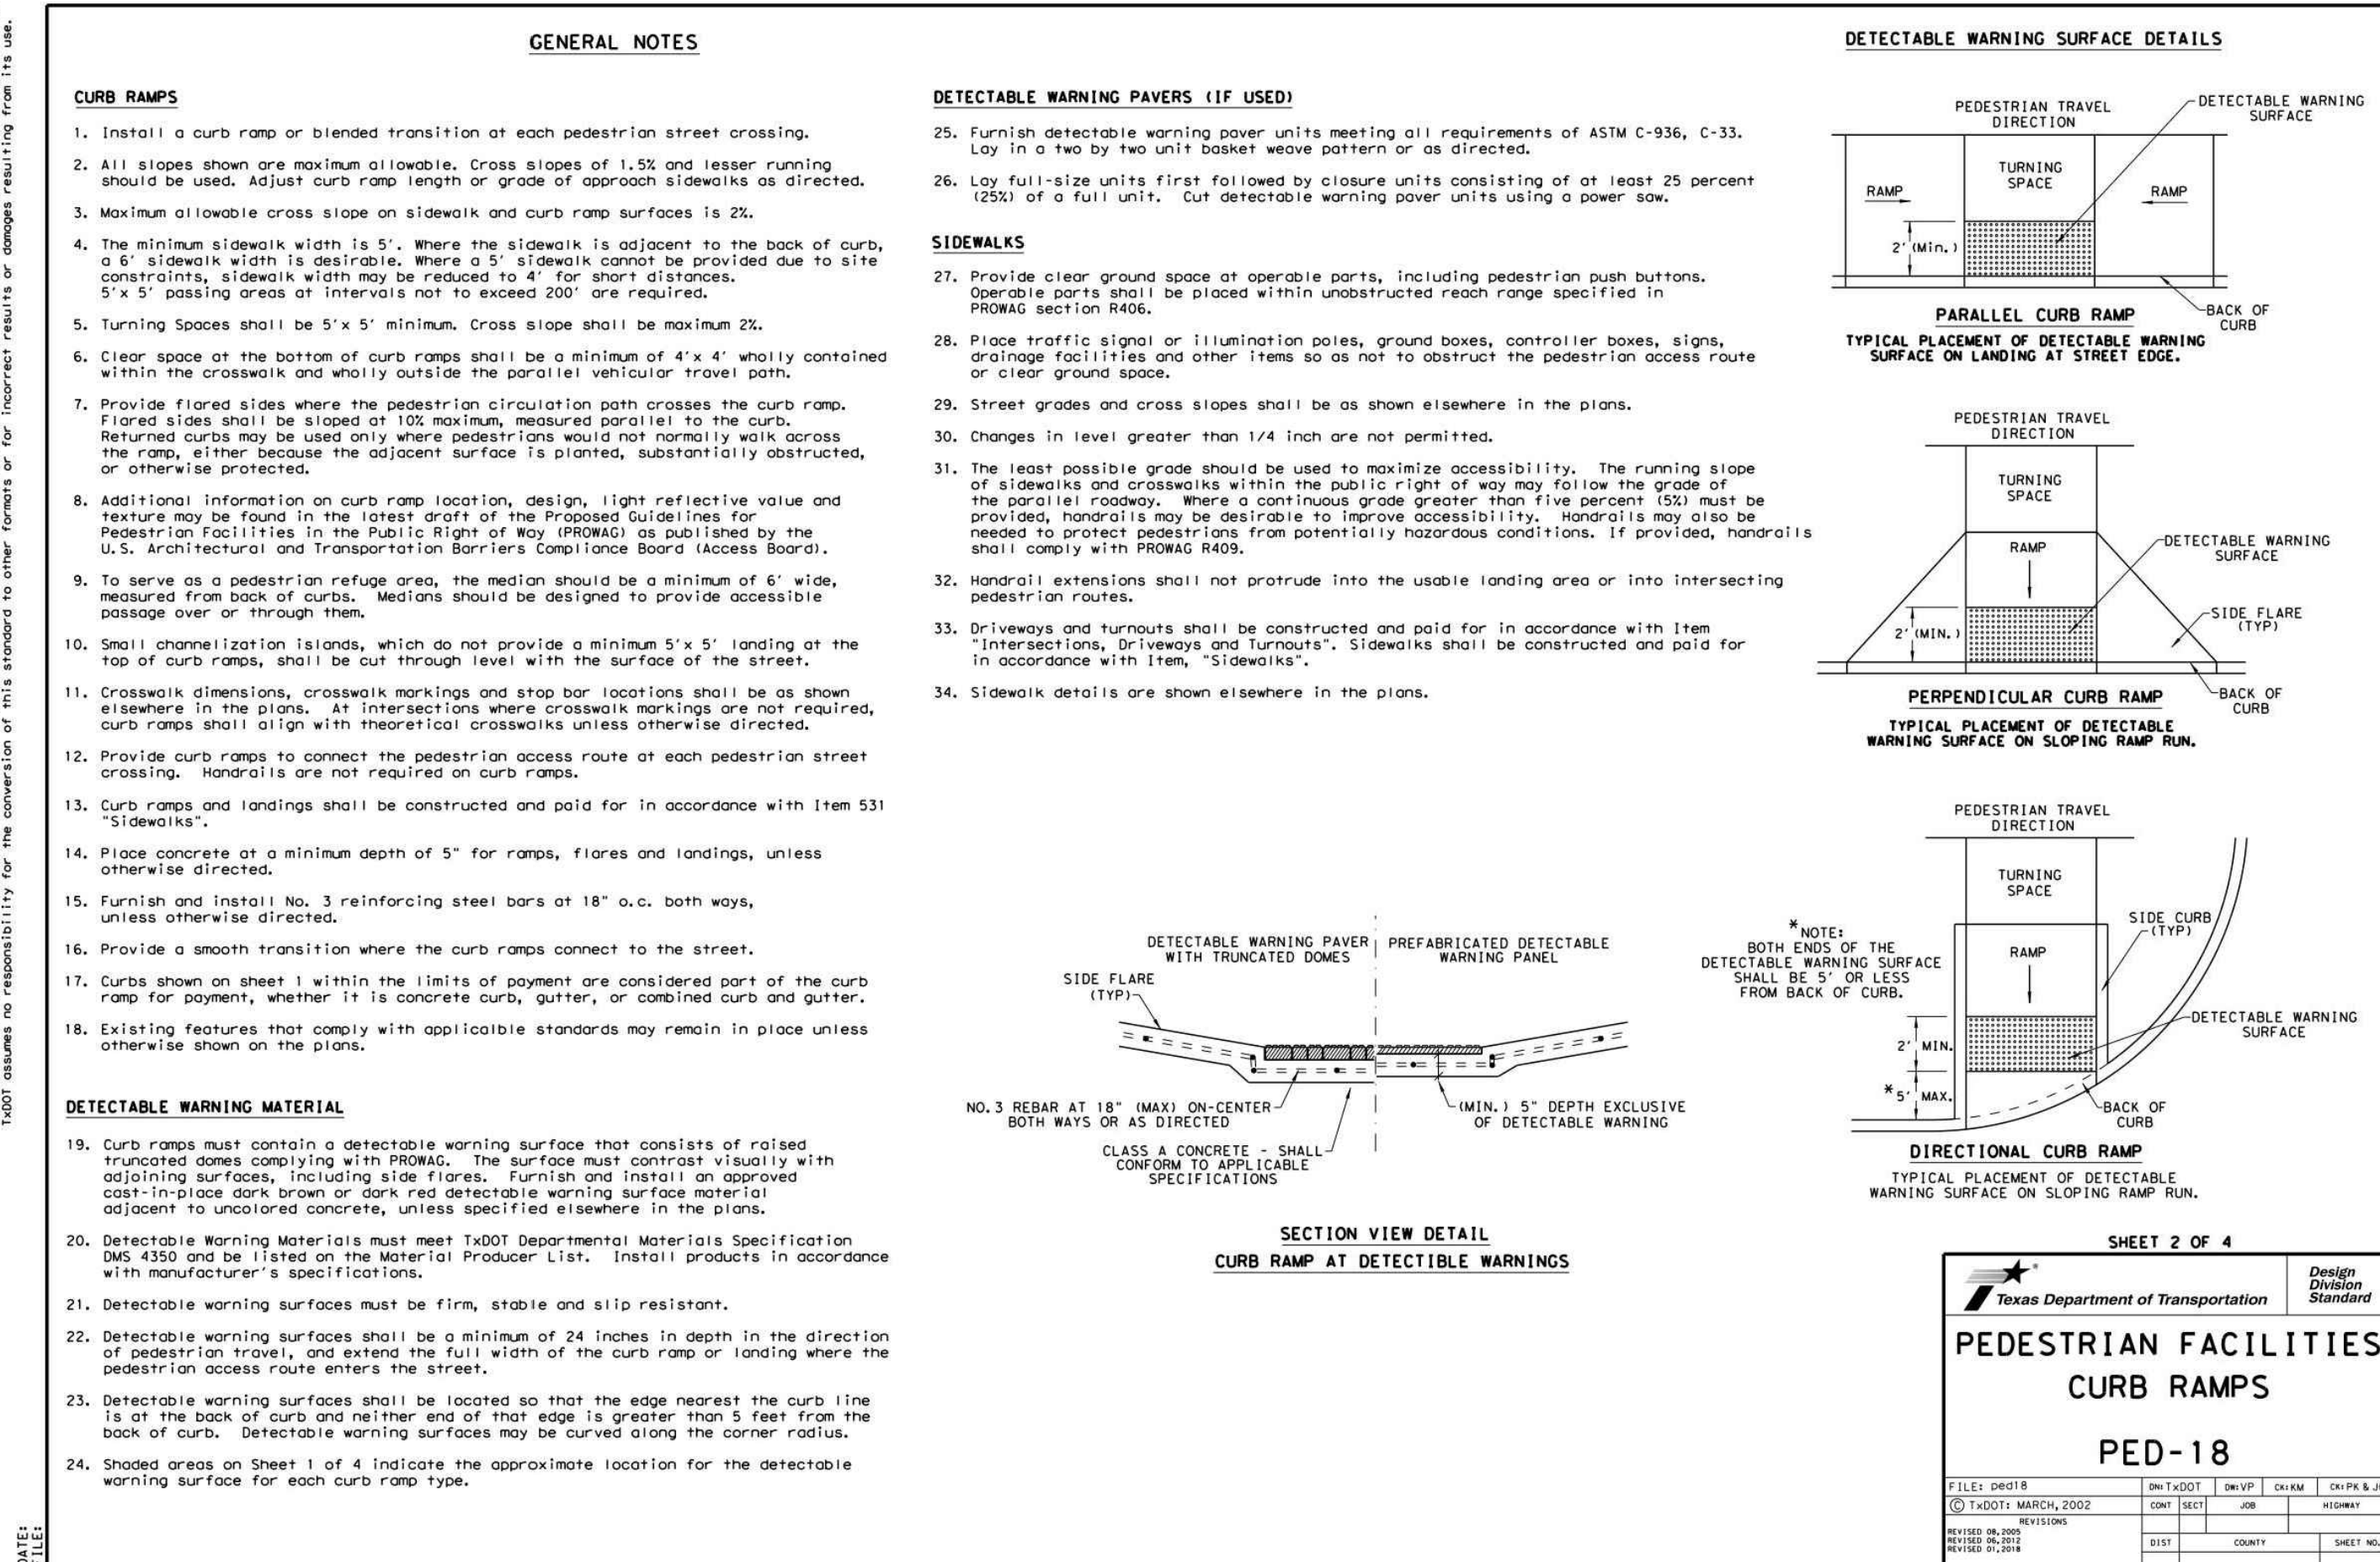 TxDOT assumes no responsibility for the conversion of this standard to other formats or for incorrect results or damages resulting from its use.
DATE:
FILE:
GENERAL NOTES
CURB RAMPS
1. Install a curb ramp or blended transition at each pedestrian street crossing.
2. All slopes shown are maximum allowable. Cross slopes of 1.5% and lesser running
should be used. Adjust curb ramp length or grade of approach sidewalks as directed.
3. Maximum allowable cross slope on sidewalk and curb ramp surfaces is 2%.
4. The minimum sidewalk width is 5'. Where the sidewalk is adjacent to the back of curb,
a 6' sidewalk width is desirable. Where a 5' sidewalk cannot be provided due to site
constraints, sidewalk width may be reduced to 4' for short distances.
5'x 5' passing areas at intervals not to exceed 200' are required.
5. Turning Spaces shall be 5'x 5' minimum. Cross slope shall be maximum 2%.
6. Clear space at the bottom of curb ramps shall be a minimum of 4'x 4' wholly contained
within the crosswalk and wholly outside the parallel vehicular travel path.
7. Provide flared sides where the pedestrian circulation path crosses the curb ramp.
Flared sides shall be sloped at 10% maximum, measured parallel to the curb.
Returned curbs may be used only where pedestrians would not normally walk across
the ramp, either because the adjacent surface is planted, substantially obstructed,
or otherwise protected.
8. Additional information on curb ramp location, design, light reflective value and
texture may be found in the latest draft of the Proposed Guidelines for
Pedestrian Facilities in the Public Right of Way (PROWAG) as published by the
U.S. Architectural and Transportation Barriers Compliance Board (Access Board).
9. To serve as a pedestrian refuge area, the median should be a minimum of 6' wide,
measured from back of curbs. Medians should be designed to provide accessible
passage over or through them.
10. Small channelization islands, which do not provide a minimum 5'x 5' landing at the
top of curb ramps, shall be cut through level with the surface of the street.
11. Crosswalk dimensions, crosswalk markings and stop bar locations shall be as shown
elsewhere in the plans. At intersections where crosswalk markings are not required,
curb ramps shall align with theoretical crosswalks unless otherwise directed.
12. Provide curb ramps to connect the pedestrian access route at each pedestrian street
crossing. Handrails are not required on curb ramps.
13. Curb ramps and landings shall be constructed and paid for in accordance with Item 531
"Sidewalks".
14. Place concrete at a minimum depth of 5" for ramps, flares and landings, unless
otherwise directed.
15. Furnish and install No. 3 reinforcing steel bars at 18" o.c. both ways,
unless otherwise directed.
16. Provide a smooth transition where the curb ramps connect to the street.
17. Curbs shown on sheet 1 within the limits of payment are considered part of the curb
ramp for payment, whether it is concrete curb, gutter, or combined curb and gutter.
18. Existing features that comply with applicalble standards may remain in place unless
otherwise shown on the plans.
DETECTABLE WARNING MATERIAL
19. Curb ramps must contain a detectable warning surface that consists of raised
truncated domes complying with PROWAG. The surface must contrast visually with
adjoining surfaces, including side flares. Furnish and install an approved
cast-in-place dark brown or dark red detectable warning surface material
adjacent to uncolored concrete, unless specified elsewhere in the plans.
20. Detectable Warning Materials must meet TxDOT Departmental Materials Specification
DMS 4350 and be listed on the Material Producer List. Install products in accordance
with manufacturer's specifications.
21. Detectable warning surfaces must be firm, stable and slip resistant.
22. Detectable warning surfaces shall be a minimum of 24 inches in depth in the direction
of pedestrian travel, and extend the full width of the curb ramp or landing where the
pedestrian access route enters the street.
23. Detectable warning surfaces shall be located so that the edge nearest the curb line
is at the back of curb and neither end of that edge is greater than 5 feet from the
back of curb. Detectable warning surfaces may be curved along the corner radius.
24. Shaded areas on Sheet 1 of 4 indicate the approximate location for the detectable
warning surface for each curb ramp type.
DETECTABLE WARNING PAVERS (IF USED)
25. Furnish detectable warning paver units meeting all requirements of ASTM C-936, C-33.
Lay in a two by two unit basket weave pattern or as directed.
26. Lay full-size units first followed by closure units consisting of at least 25 percent
(25%) of a full unit. Cut detectable warning paver units using a power saw.
SIDEWALKS
27. Provide clear ground space at operable parts, including pedestrian push buttons.
Operable parts shall be placed within unobstructed reach range specified in
PROWAG section R406.
28. Place traffic signal or illumination poles, ground boxes, controller boxes, signs,
drainage facilities and other items so as not to obstruct the pedestrian access route
or clear ground space.
29. Street grades and cross slopes shall be as shown elsewhere in the plans.
30. Changes in level greater than 1/4 inch are not permitted.
31. The least possible grade should be used to maximize accessibility. The running slope
of sidewalks and crosswalks within the public right of way may follow the grade of
the parallel roadway. Where a continuous grade greater than five percent (5%) must be
provided, handrails may be desirable to improve accessibility. Handrails may also be
needed to protect pedestrians from potentially hazardous conditions. If provided, handrails
shall comply with PROWAG R409.
32. Handrail extensions shall not protrude into the usable landing area or into intersecting
pedestrian routes.
33. Driveways and turnouts shall be constructed and paid for in accordance with Item
"Intersections, Driveways and Turnouts". Sidewalks shall be constructed and paid for
in accordance with Item, "Sidewalks".
34. Sidewalk details are shown elsewhere in the plans.
DETECTABLE WARNING PAVER
WITH TRUNCATED DOMES
PREFABRICATED DETECTABLE
WARNING PANEL
SIDE FLARE
(TYP)
NO.3 REBAR AT 18" (MAX) ON-CENTER
BOTH WAYS OR AS DIRECTED
(MIN.) 5" DEPTH EXCLUSIVE
OF DETECTABLE WARNING
CLASS A CONCRETE - SHALL
CONFORM TO APPLICABLE
SPECIFICATIONS
SECTION VIEW DETAIL
CURB RAMP AT DETECTIBLE WARNINGS
DETECTABLE WARNING SURFACE DETAILS
PEDESTRIAN TRAVEL
DIRECTION
DETECTABLE WARNING
SURFACE
TURNING
SPACE
RAMP
RAMP
2' (Min.)
BACK OF
CURB
PARALLEL CURB RAMP
TYPICAL PLACEMENT OF DETECTABLE WARNING
SURFACE ON LANDING AT STREET EDGE.
PEDESTRIAN TRAVEL
DIRECTION
TURNING
SPACE
RAMP
DETECTABLE WARNING
SURFACE
SIDE FLARE
(TYP)
2' (MIN.)
BACK OF
CURB
PERPENDICULAR CURB RAMP
TYPICAL PLACEMENT OF DETECTABLE
WARNING SURFACE ON SLOPING RAMP RUN.
PEDESTRIAN TRAVEL
DIRECTION
TURNING
SPACE
SIDE CURB
(TYP)
*NOTE:
BOTH ENDS OF THE
DETECTABLE WARNING SURFACE
SHALL BE 5' OR LESS
FROM BACK OF CURB.
RAMP
DETECTABLE WARNING
SURFACE
2' MIN.
*5' MAX.
BACK OF
CURB
DIRECTIONAL CURB RAMP
TYPICAL PLACEMENT OF DETECTABLE
WARNING SURFACE ON SLOPING RAMP RUN.
SHEET 2 OF 4
Texas Department of Transportation
Design
Division
Standard
PEDESTRIAN FACILITIES
CURB RAMPS
PED-18
FILE: ped18
DN: TxDOT
DW: VP
CK: KM
CK: PK &
© TxDOT: MARCH, 2002
CONT
SECT
JOB
HIGHWAY
REVISIONS
REVISED 08,2005
REVISED 06,2012
REVISED 01,2018
DIST
COUNTY
SHEET NO.